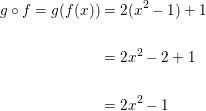 g ∘ f = g(f(x)) = 2(x² − 1) + 1
= 2x² − 2 + 1
= 2x² − 1